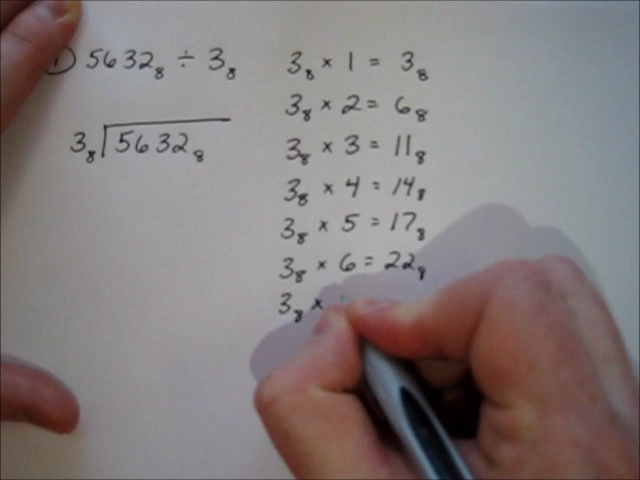 1) 5632₈ ÷ 3₈
3₈ ⟌ 5632₈
3₈ × 1 = 3₈
3₈ × 2 = 6₈
3₈ × 3 = 11₈
3₈ × 4 = 14₈
3₈ × 5 = 17₈
3₈ × 6 = 22₈
3₈ ×